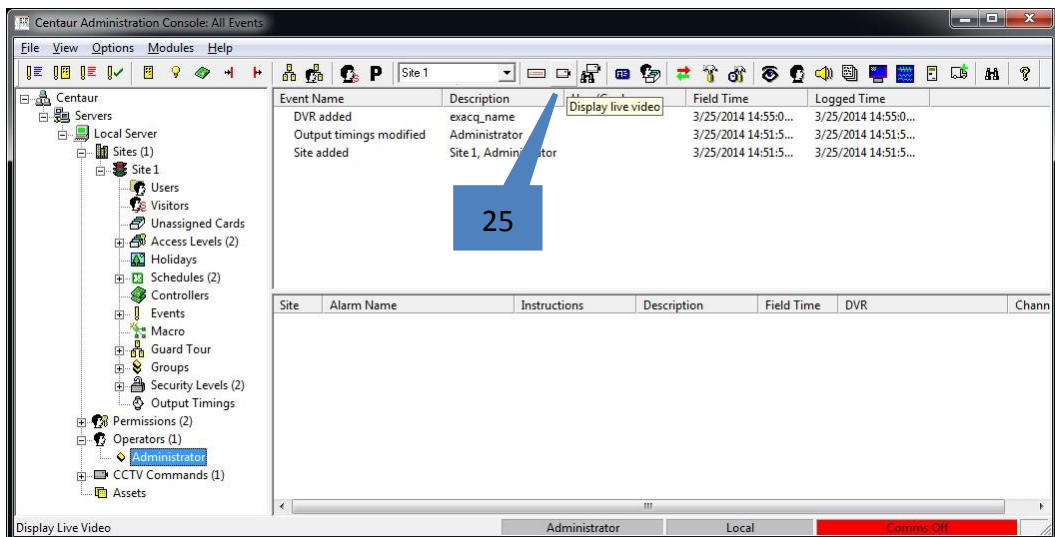 Centaur Administration Console: All Events
File View Options Modules Help
P Site 1
Centaur
Servers
Local Server
Sites (1)
Site 1
Users
Visitors
Unassigned Cards
Access Levels (2)
Holidays
Schedules (2)
Controllers
Events
Macro
Guard Tour
Groups
Security Levels (2)
Output Timings
Permissions (2)
Operators (1)
Administrator
CCTV Commands (1)
Assets
Event Name Description Field Time Logged Time
Display live video
DVR added exacq_name 3/25/2014 14:55:0... 3/25/2014 14:55:0...
Output timings modified Administrator 3/25/2014 14:51:5... 3/25/2014 14:51:5...
Site added Site 1, Administrator 3/25/2014 14:51:5... 3/25/2014 14:51:5...
25
Site Alarm Name Instructions Description Field Time DVR Chann
Display Live Video Administrator Local Comms Off